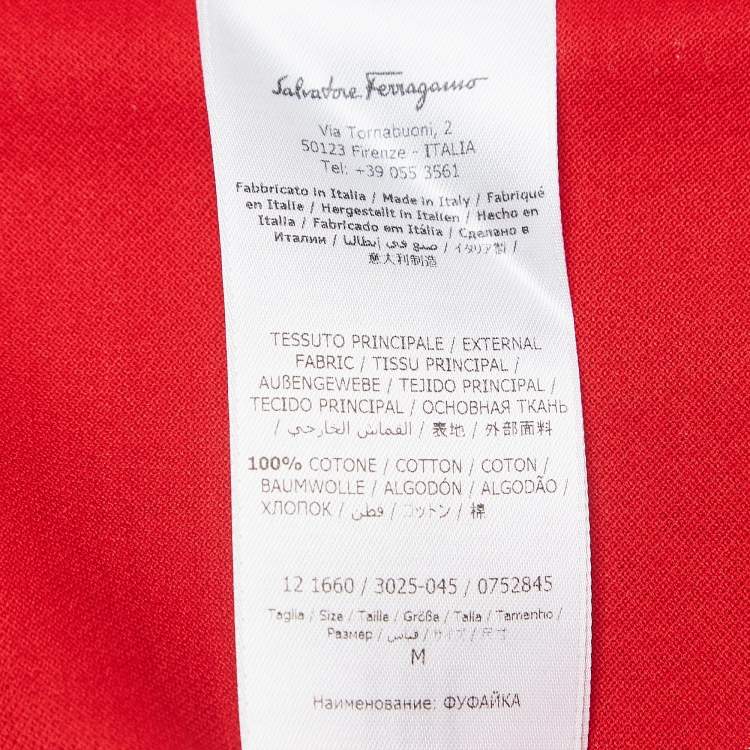 Salvatore Ferragamo
Via Tornabuoni, 2
50123 Firenze - ITALIA
Tel: +39 055 3561
Fabbricato in Italia / Made in Italy / Fabriqué
en Italie / Hergestellt in Italien / Hecho en
Italia / Fabricado em Itália / Сделано в
Италии / صنع في إيطاليا / イタリア製 /
意大利制造
TESSUTO PRINCIPALE / EXTERNAL
FABRIC / TISSU PRINCIPAL /
AUßENGEWEBE / TEJIDO PRINCIPAL /
TECIDO PRINCIPAL / ОСНОВНАЯ ТКАНЬ
/ القماش الخارجي / 表地 / 外部面料
100% COTONE / COTTON / COTON /
BAUMWOLLE / ALGODÓN / ALGODÃO /
ХЛОПОК / قطن / コットン / 棉
12 1660 / 3025-045 / 0752845
Taglia / Size / Taille / Größe / Talla / Tamanho /
Размер / قياس / サイズ / 尺寸
M
Наименование: ФУФАЙКА